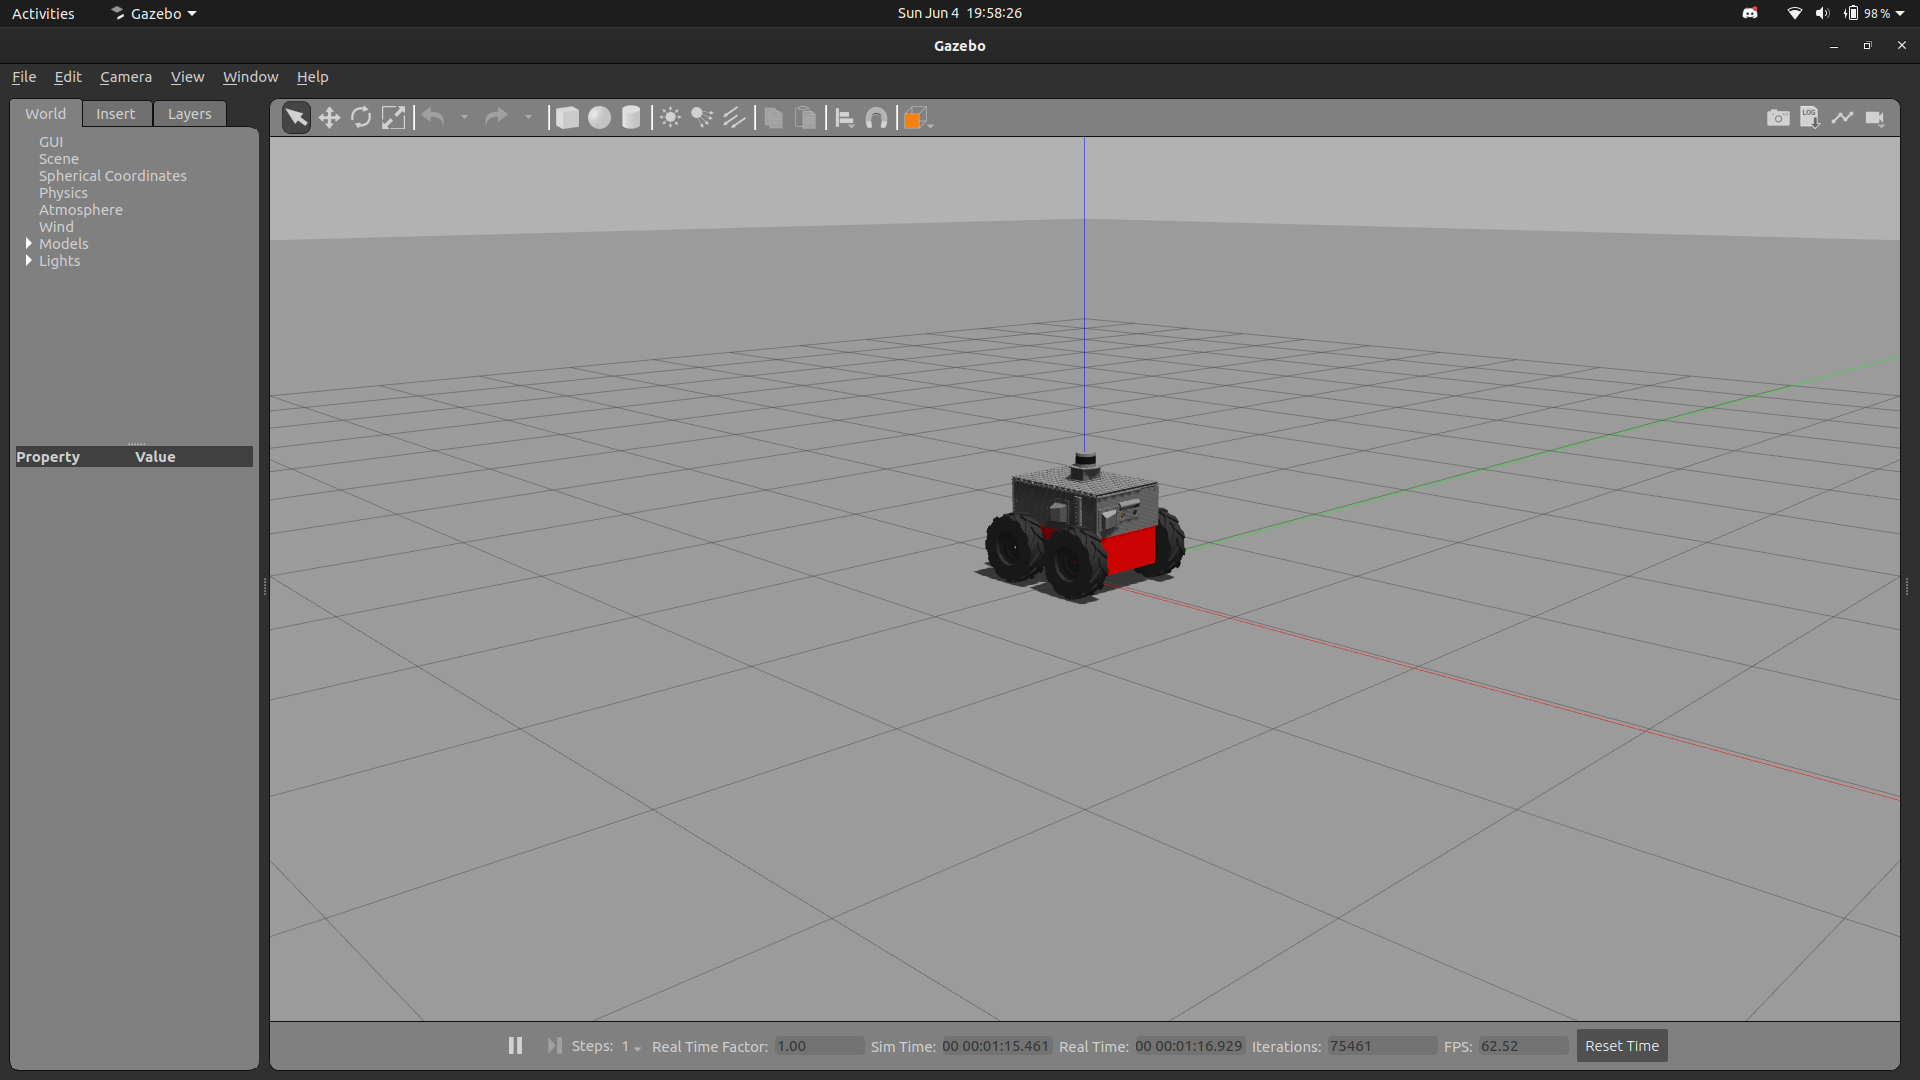 Activities Gazebo Sun Jun 4 19:58:26 98 %
Gazebo
File Edit Camera View Window Help
World Insert Layers LOG
GUI
Scene
Spherical Coordinates
Physics
Atmosphere
Wind
Models
Lights
Property Value
Steps: 1 Real Time Factor: 1.00 Sim Time: 00 00:01:15.461 Real Time: 00 00:01:16.929 Iterations: 75461 FPS: 62.52 Reset Time